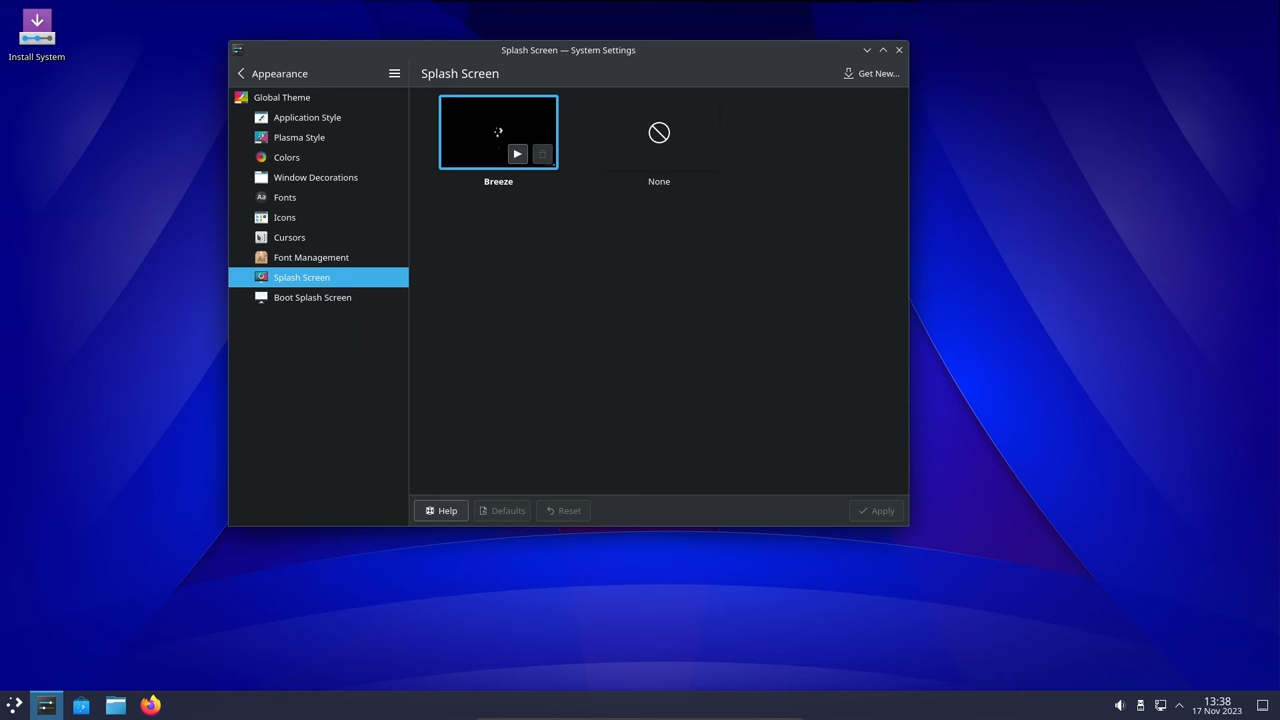 Install System
Splash Screen — System Settings
Appearance
Splash Screen
Get New...
Global Theme
Application Style
Plasma Style
Colors
Window Decorations
Aa
Fonts
Icons
Cursors
Font Management
Splash Screen
Boot Splash Screen
Breeze
None
Help
Defaults
Reset
Apply
13:38
17 Nov 2023